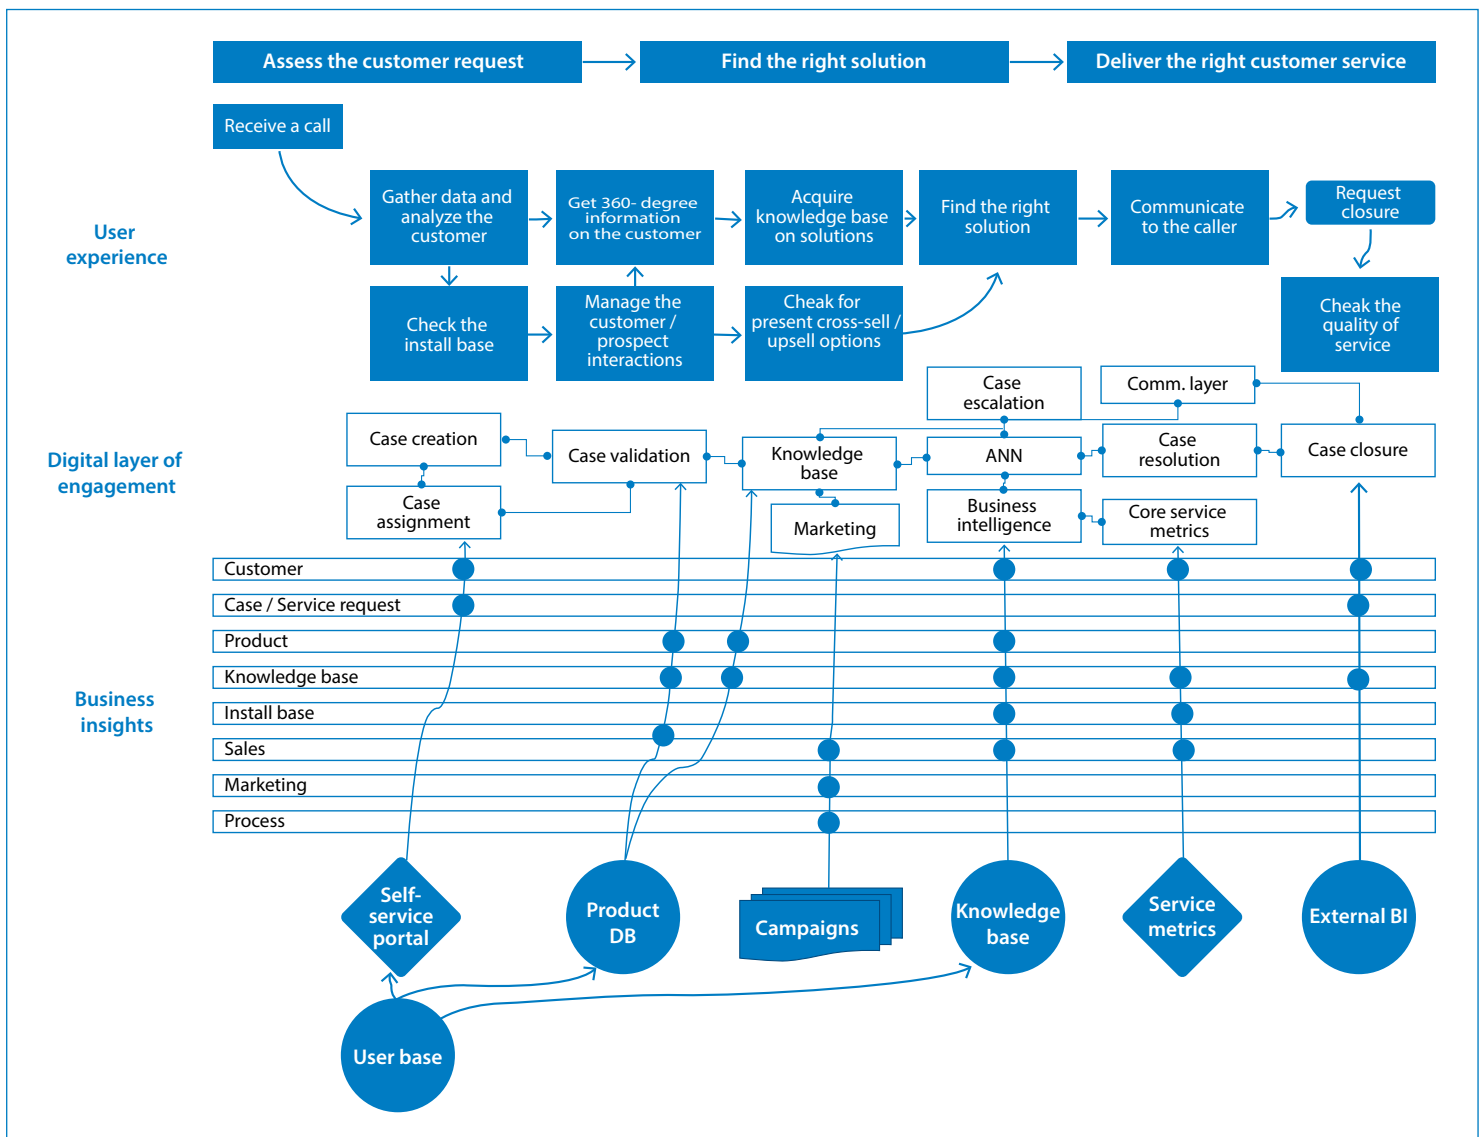 Assess the customer request
Find the right solution
Deliver the right customer service
Receive a call
User
experience
Gather data and
analyze the
customer
Get 360- degree
information
on the customer
Acquire
knowledge base
on solutions
Find the right
solution
Communicate
to the caller
Request
closure
Check the
install base
Manage the
customer /
prospect
interactions
Cheak for
present cross-sell /
upsell options
Cheak the
quality of
service
Digital layer of
engagement
Case creation
Case
assignment
Case validation
Knowledge
base
Marketing
Case
escalation
ANN
Business
intelligence
Comm. layer
Case
resolution
Core service
metrics
Case closure
Business
insights
Customer
Case / Service request
Product
Knowledge base
Install base
Sales
Marketing
Process
Self-
service
portal
Product
DB
Campaigns
Knowledge
base
Service
metrics
External BI
User base